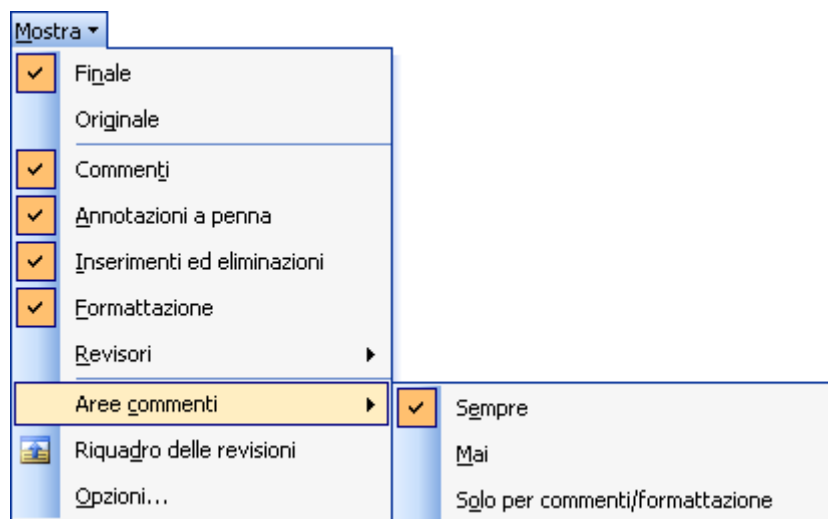 Mostra
Finale
Originale
Commenti
Annotazioni a penna
Inserimenti ed eliminazioni
Formattazione
Revisori
Aree commenti
Sempre
Riquadro delle revisioni
Mai
Opzioni...
Solo per commenti/formattazione